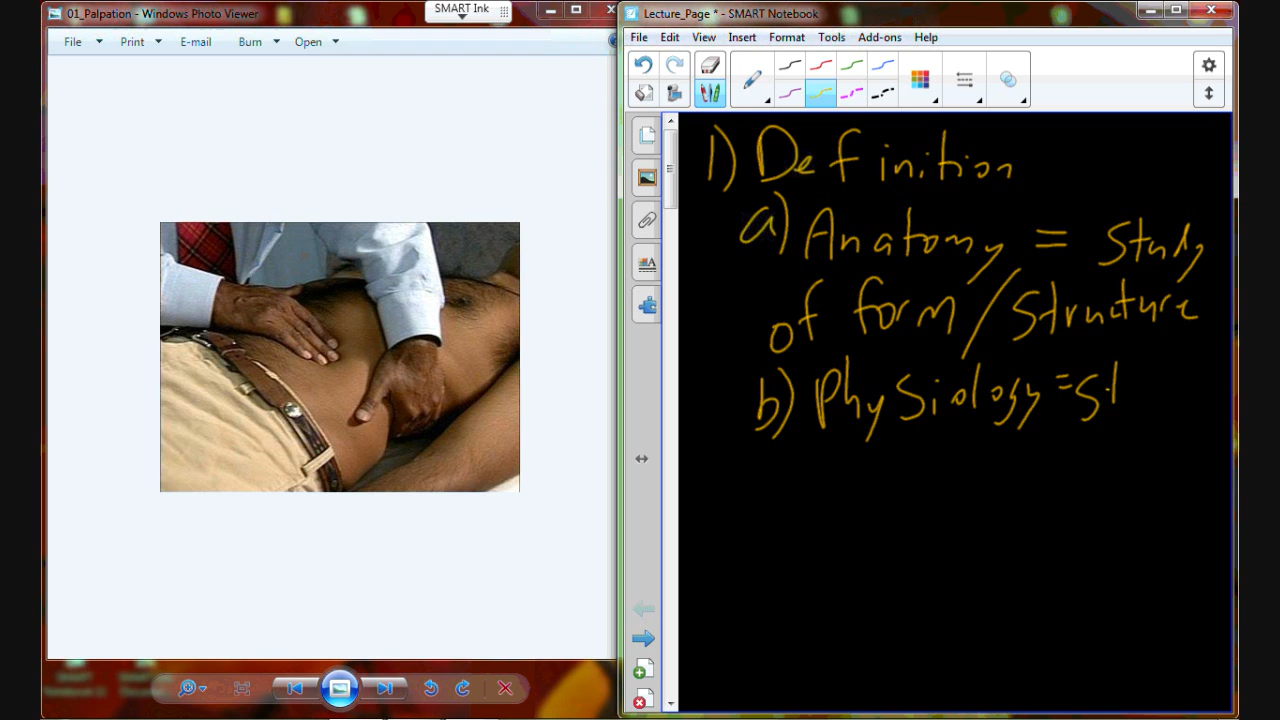 01_Palpation - Windows Photo Viewer
SMART Ink
File Print E-mail Burn Open
Lecture_Page * - SMART Notebook
File Edit View Insert Format Tools Add-ons Help
1) Definition
a) Anatomy = Study
of form/Structure
b) Physiology = St